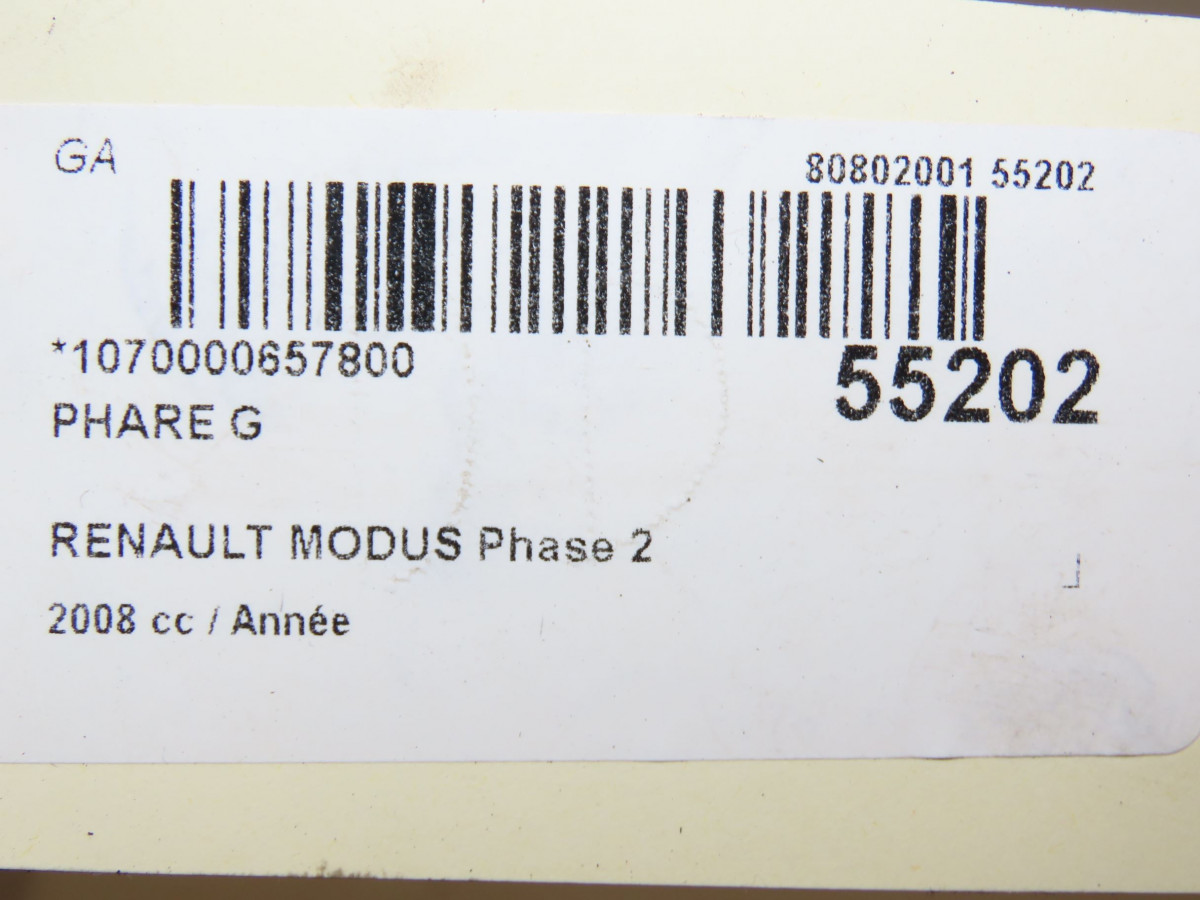 GA
80802001 55202
*1070000657800
55202
PHARE G
RENAULT MODUS Phase 2
2008 cc / Année